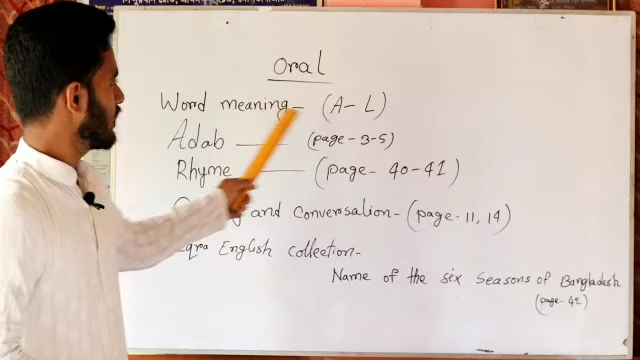 Oral
Word meaning- (A- L)
Adab — (page-3-5)
Rhyme — (page- 40-41)
and conversation- (page-11, 14)
Iqra English collection-
Name of the six seasons of Bangladesh
(page-42)